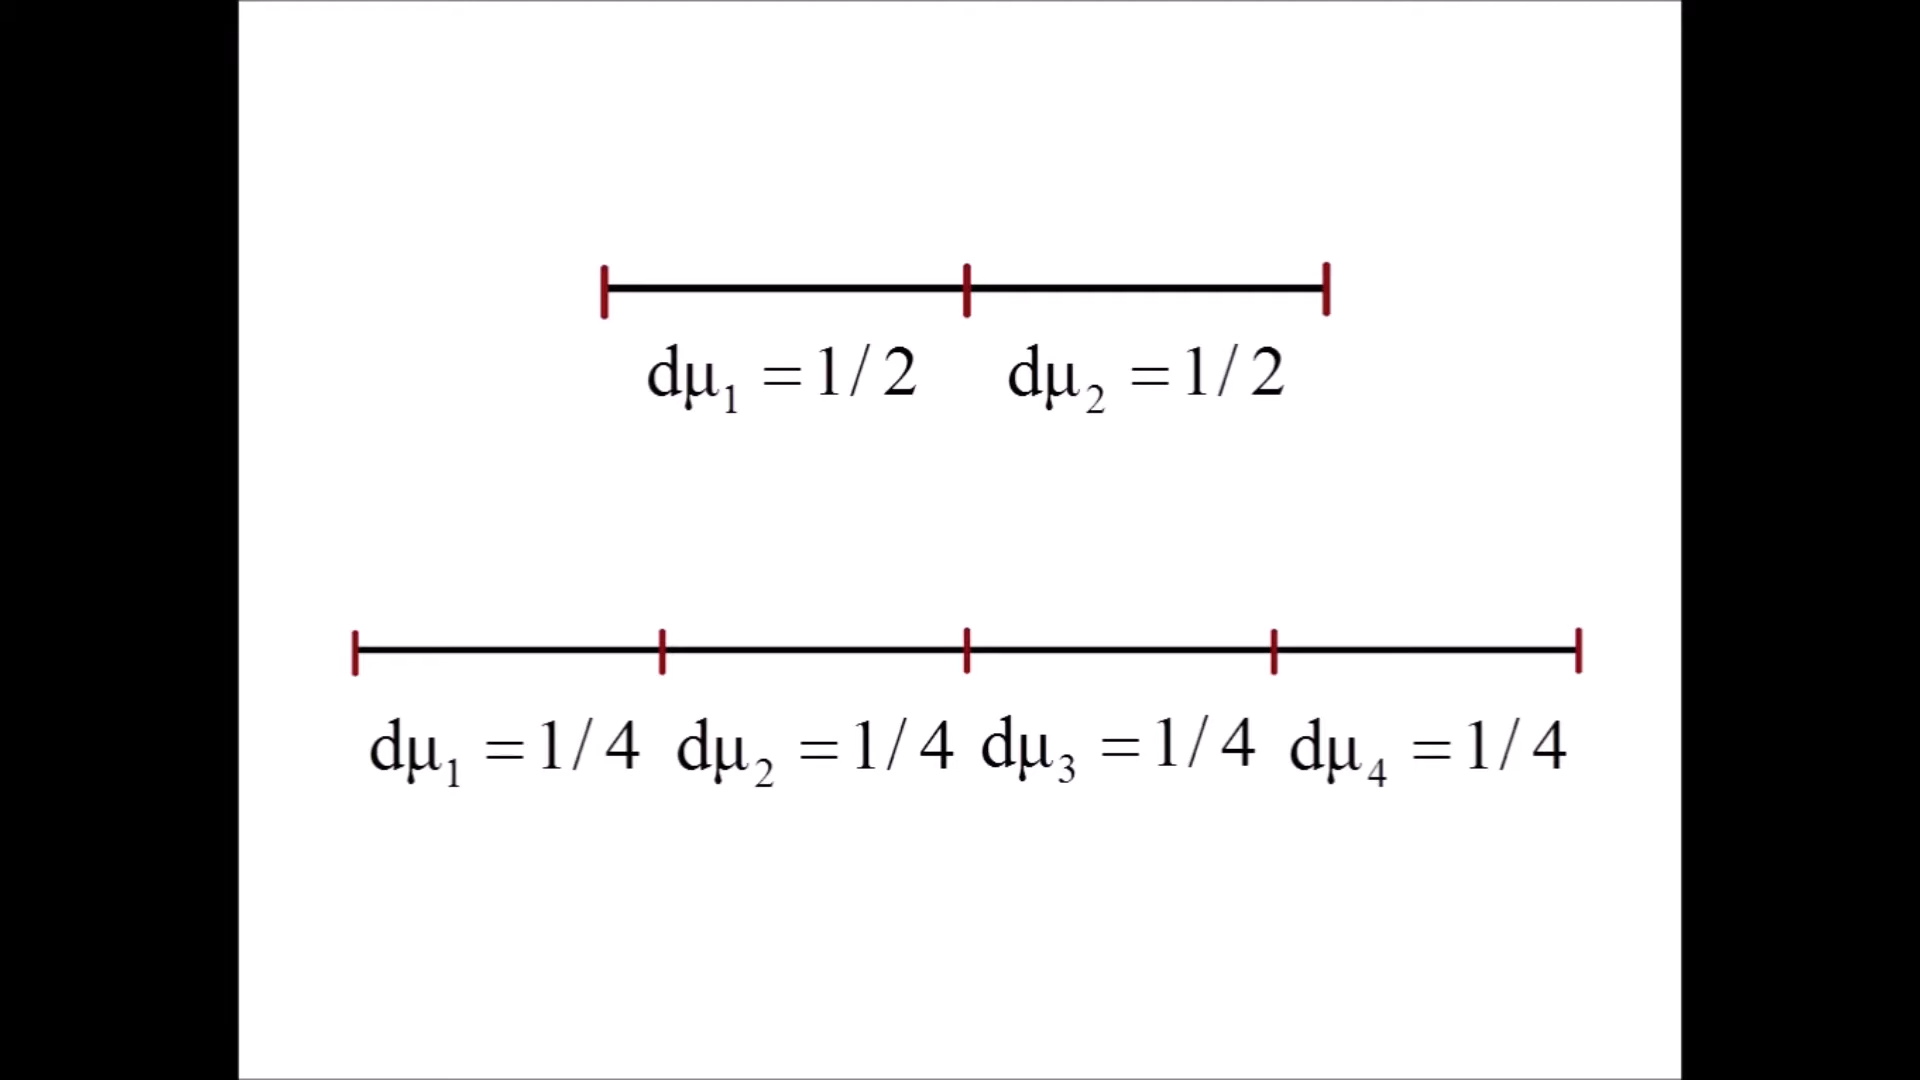 dμ₁ = 1/2 dμ₂ = 1/2
dμ₁ = 1/4 dμ₂ = 1/4 dμ₃ = 1/4 dμ₄ = 1/4